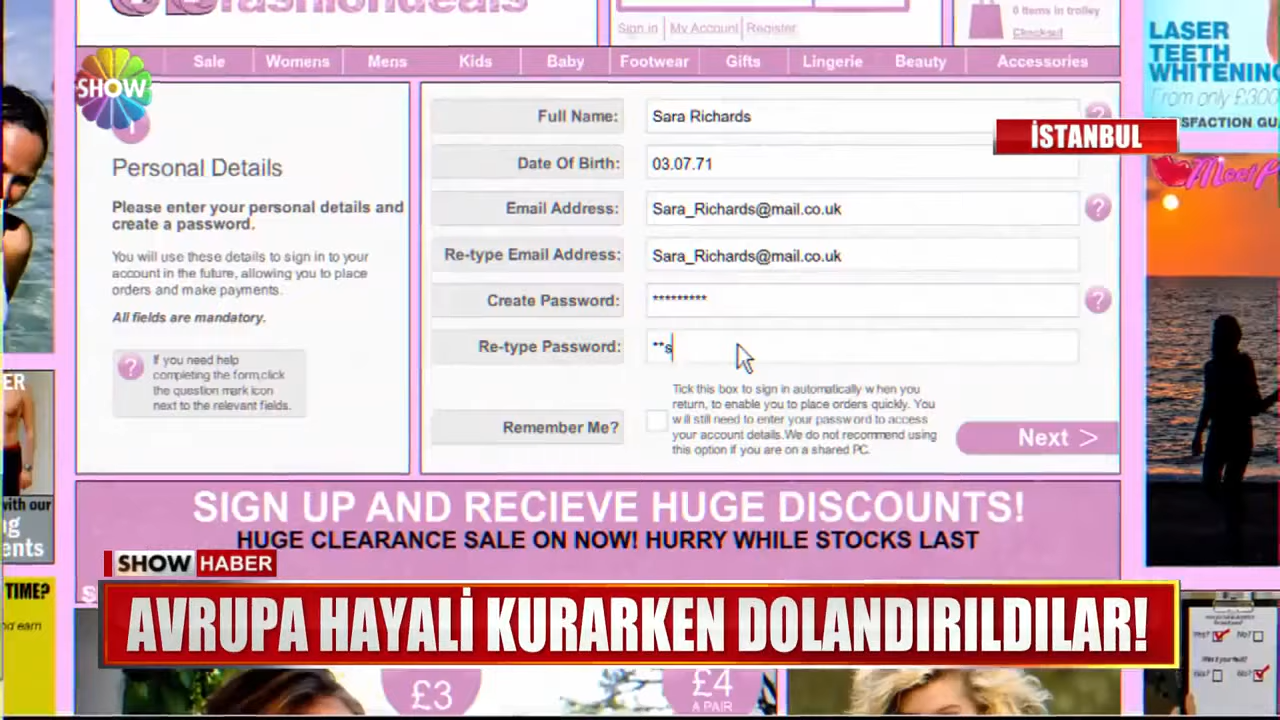 fashiondeals
Sign in | My Account | Register
6 Items in trolley
Checkout
Sale Womens Mens Kids Baby Footwear Gifts Lingerie Beauty Accessories
SHOW
LASER
TEETH
WHITENING
From only £300
İSTANBUL
Personal Details
Please enter your personal details and
create a password.
You will use these details to sign in to your
account in the future, allowing you to place
orders and make payments.
All fields are mandatory.
?
If you need help
completing the form,click
the question mark icon
next to the relevant fields.
Full Name: Sara Richards ?
Date Of Birth: 03.07.71
Email Address: Sara_Richards@mail.co.uk ?
Re-type Email Address: Sara_Richards@mail.co.uk
Create Password: ********* ?
Re-type Password: **s
Remember Me?
Tick this box to sign in automatically when you
return, to enable you to place orders quickly. You
will still need to enter your password to access
your account details.We do not recommend using
this option if you are on a shared PC.
Next >
SIGN UP AND RECIEVE HUGE DISCOUNTS!
HUGE CLEARANCE SALE ON NOW! HURRY WHILE STOCKS LAST
with our
TIME?
SHOW HABER
AVRUPA HAYALİ KURARKEN DOLANDIRILDILAR!
£3
£4
A PAIR
Yes? No?
No?